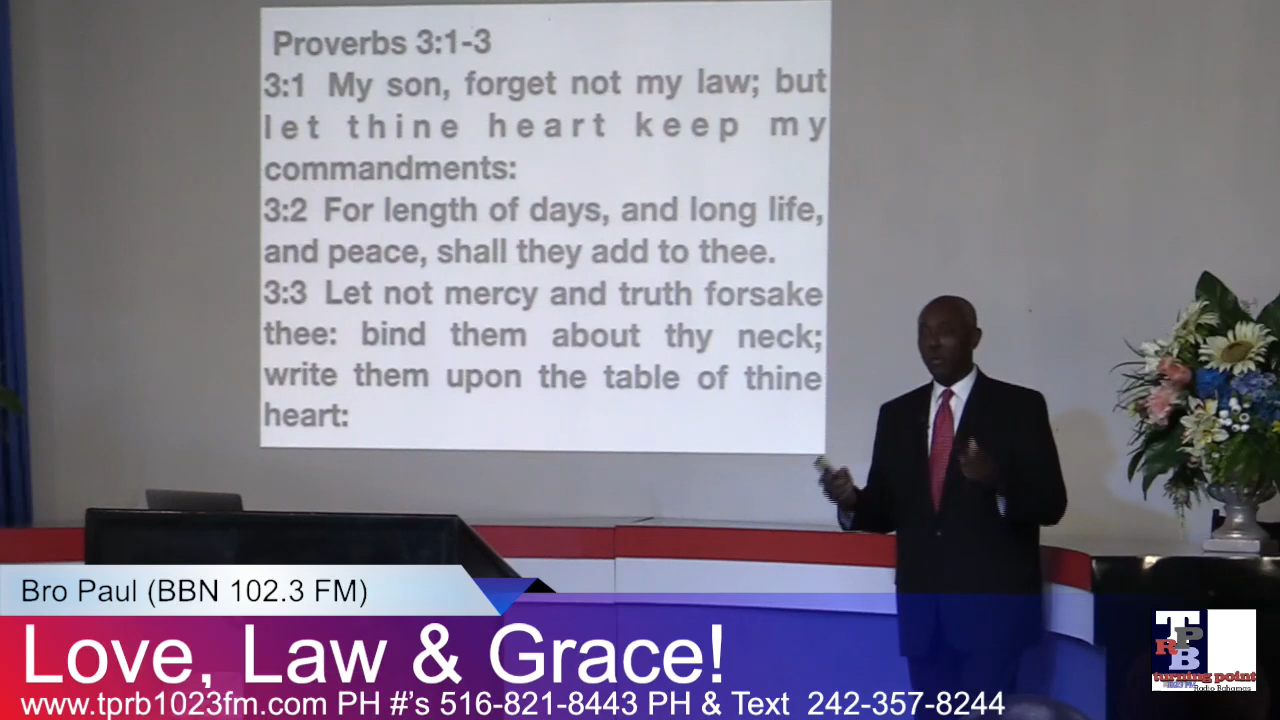 Proverbs 3:1-3
3:1 My son, forget not my law; but
let thine heart keep my
commandments:
3:2 For length of days, and long life,
and peace, shall they add to thee.
3:3 Let not mercy and truth forsake
thee: bind them about thy neck;
write them upon the table of thine
heart:
Bro Paul (BBN 102.3 FM)
Love, Law & Grace!
www.tprb1023fm.com PH #'s 516-821-8443 PH & Text 242-357-8244
TPRB
turning point
Radio Bahamas